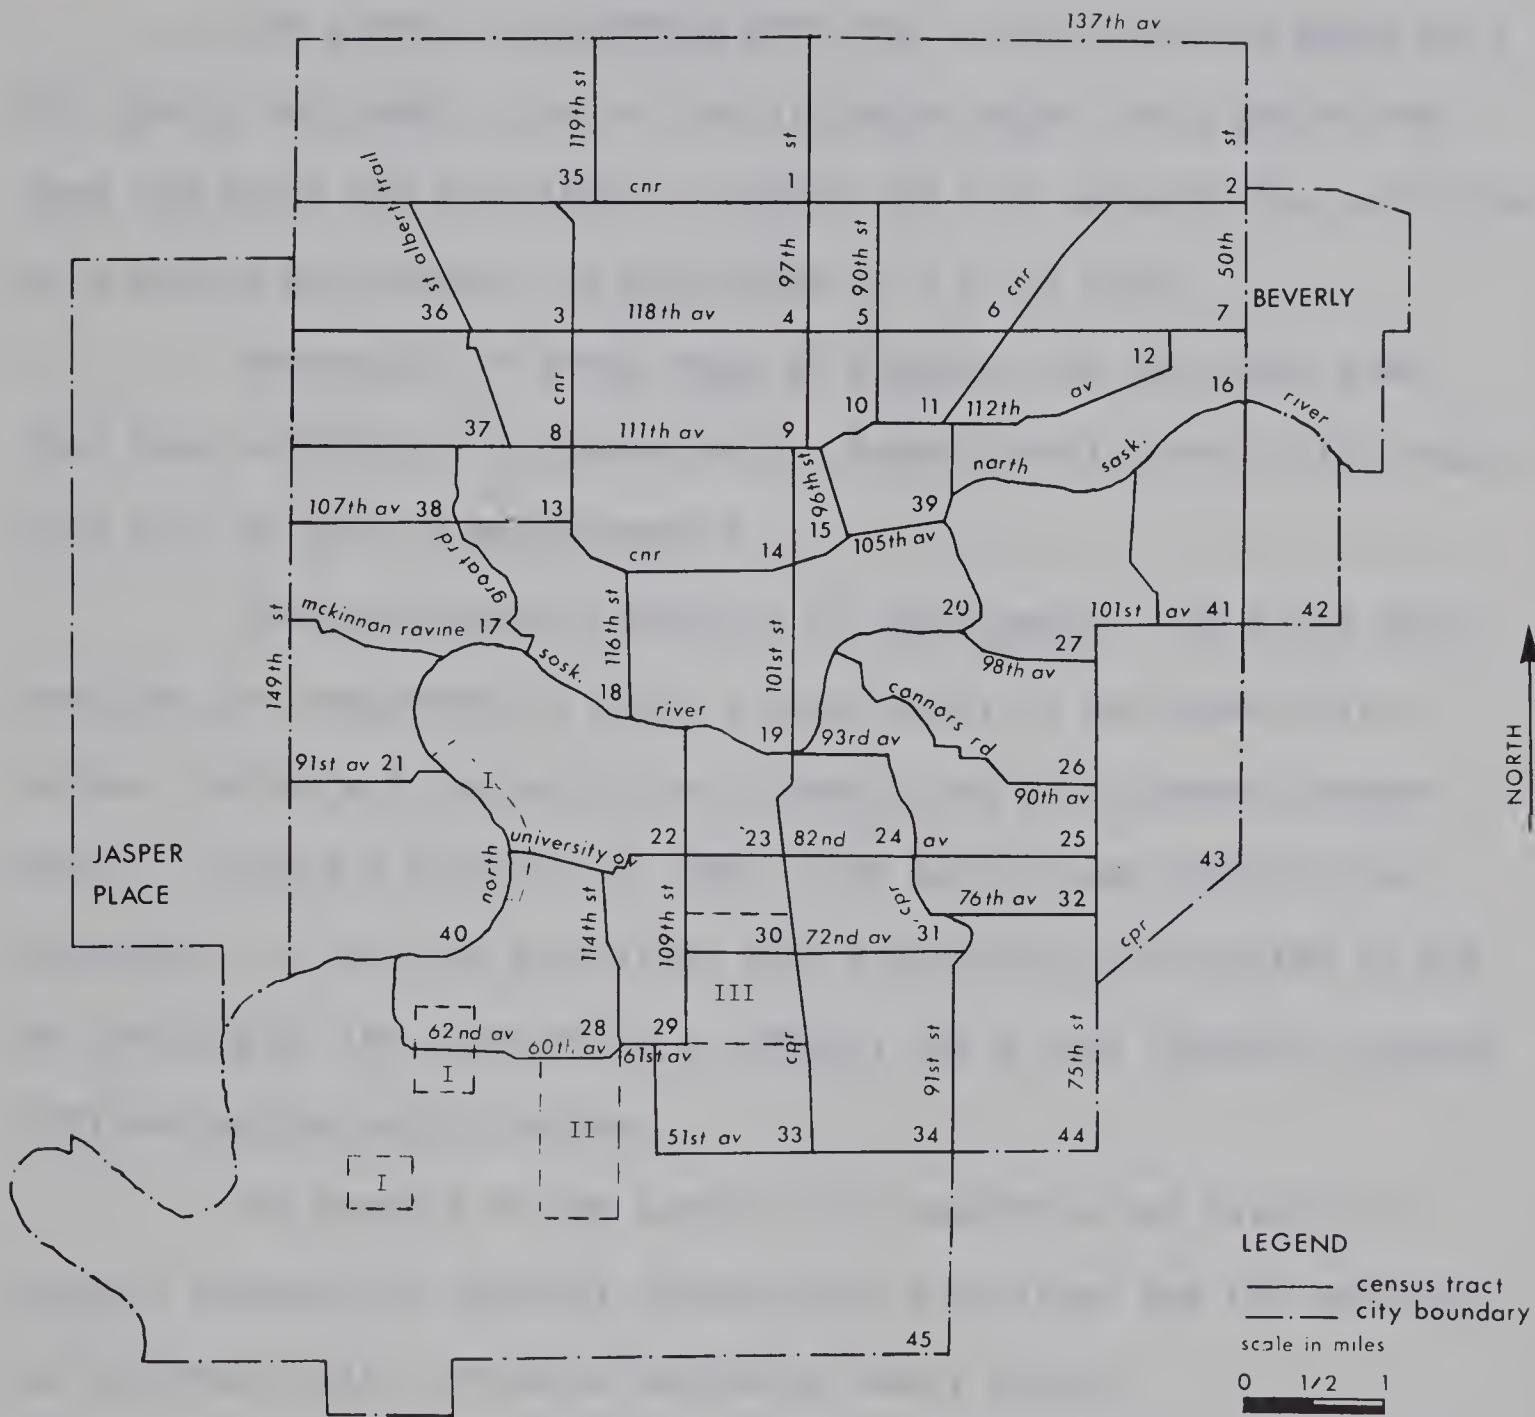 137th av
119th st
st
st
35
cnr
1
2
st albert trail
97th
90th st
cnr
50th
BEVERLY
36
3
118th av
4
5
6
7
12
cnr
10
11
112th
av
16
river
37
8
111th av
9
96th st
north
sask.
107th av
38
13
39
15
14
105th av
cnr
groat rd
st
mckinnan ravine
17
116th st
20
101st
av
41
42
sask.
98th av
27
149th
18
river
101st st
cannars rd
19
93rd av
91st av
21
26
90th av
I
NORTH
university av
22
23
82nd
24
av
25
JASPER
PLACE
43
north
114th st
109th st
cpr
76th av
32
40
30
72nd av
31
cpr
III
62nd av
28
29
60th av
61st av
cpr
91st st
75th st
I
II
51st av
33
34
44
I
LEGEND
census tract
city boundary
45
scale in miles
0 1/2 1